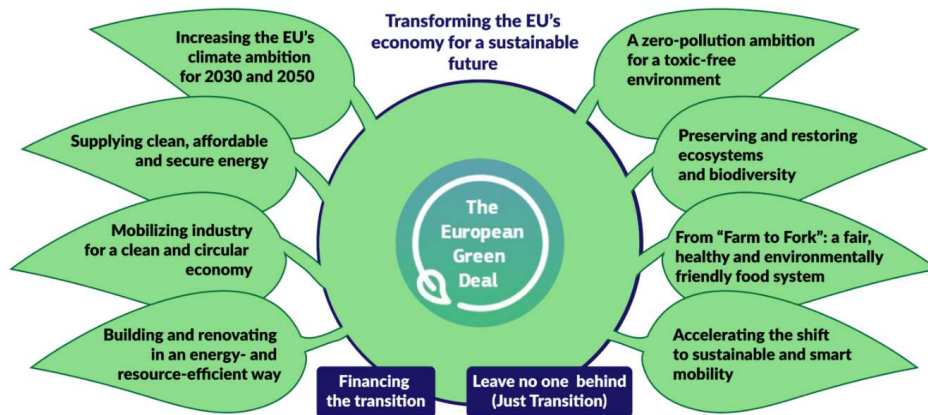 Transforming the EU's
economy for a sustainable
future
Increasing the EU's
climate ambition
for 2030 and 2050
Supplying clean, affordable
and secure energy
Mobilizing industry
for a clean and circular
economy
Building and renovating
in an energy- and
resource-efficient way
The
European
Green
Deal
A zero-pollution ambition
for a toxic-free
environment
Preserving and restoring
ecosystems
and biodiversity
From “Farm to Fork”: a fair,
healthy and environmentally
friendly food system
Accelerating the shift
to sustainable and smart
mobility
Financing
the transition
Leave no one behind
(Just Transition)